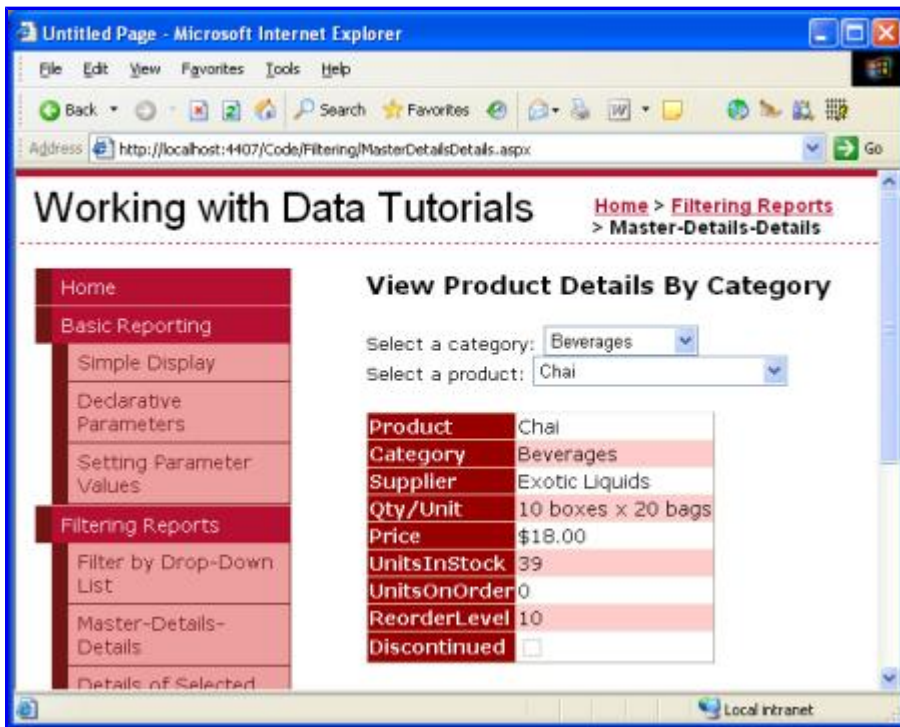 Untitled Page - Microsoft Internet Explorer
File Edit View Favorites Tools Help
Back Search Favorites
Address http://localhost:4407/Code/Filtering/MasterDetailsDetails.aspx Go
Working with Data Tutorials
Home > Filtering Reports
> Master-Details-Details
Home
Basic Reporting
Simple Display
Declarative
Parameters
Setting Parameter
Values
Filtering Reports
Filter by Drop-Down
List
Master-Details-
Details
Details of Selected
View Product Details By Category
Select a category: Beverages
Select a product: Chai
Product Chai
Category Beverages
Supplier Exotic Liquids
Qty/Unit 10 boxes x 20 bags
Price $18.00
UnitsInStock 39
UnitsOnOrder 0
ReorderLevel 10
Discontinued
Local intranet